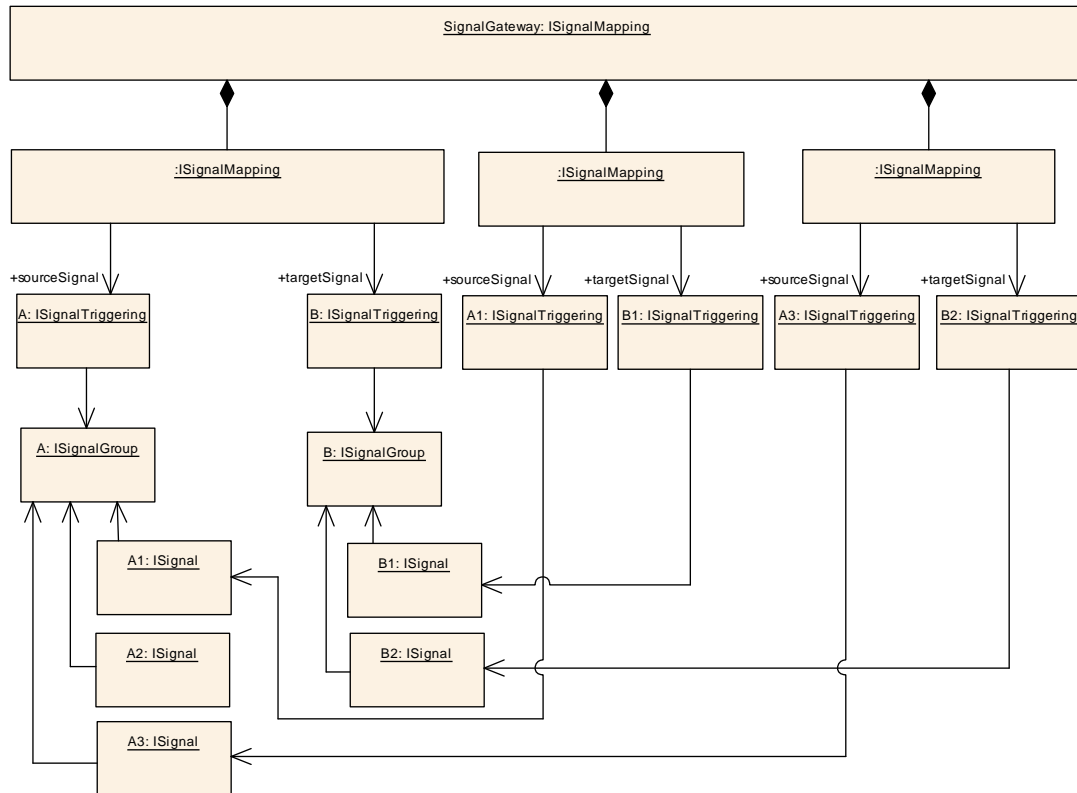 SignalGateway: ISignalMapping
:ISignalMapping
:ISignalMapping
:ISignalMapping
+sourceSignal
+targetSignal
+sourceSignal
+targetSignal
+sourceSignal
+targetSignal
A: ISignalTriggering
B: ISignalTriggering
A1: ISignalTriggering
B1: ISignalTriggering
A3: ISignalTriggering
B2: ISignalTriggering
A: ISignalGroup
B: ISignalGroup
A1: ISignal
B1: ISignal
A2: ISignal
B2: ISignal
A3: ISignal